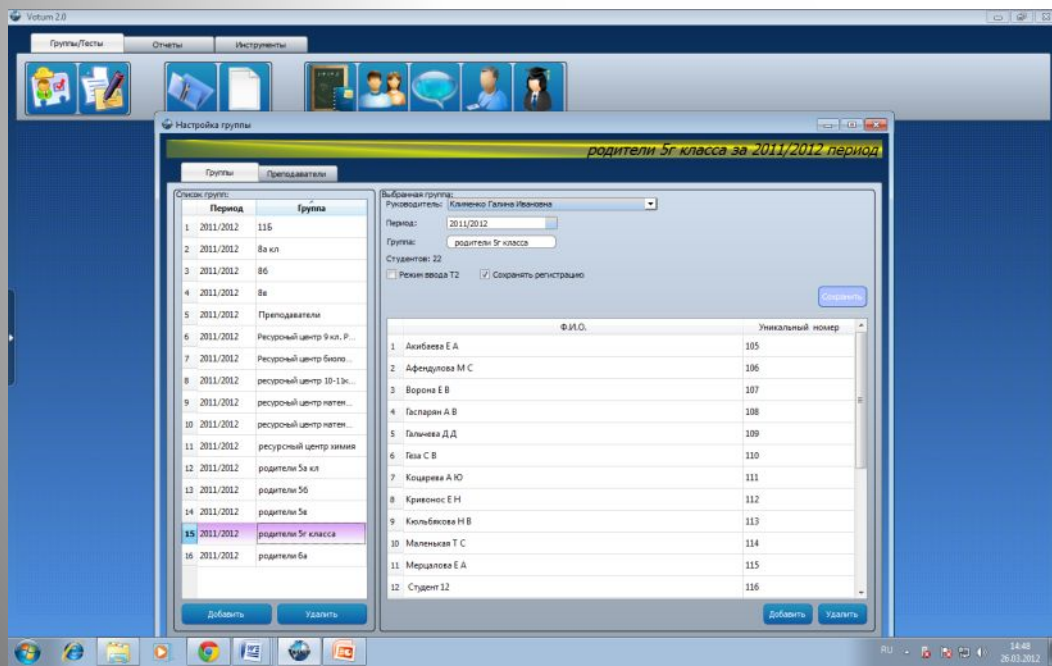 Votum 2.0
Группы/Тесты Отчеты Инструменты
Настройка группы
родители 5г класса за 2011/2012 период
Группы Преподаватели
Список групп:
Период Группа
1 2011/2012 11Б
2 2011/2012 8а кл
3 2011/2012 8б
4 2011/2012 8в
5 2011/2012 Преподаватели
6 2011/2012 Ресурсный центр 9 кл. Р...
7 2011/2012 Ресурсный центр биоло...
8 2011/2012 ресурсный центр 10-11к...
9 2011/2012 ресурсный центр матем...
10 2011/2012 ресурсный центр матем...
11 2011/2012 ресурсный центр химия
12 2011/2012 родители 5а кл
13 2011/2012 родители 5б
14 2011/2012 родители 5в
15 2011/2012 родители 5г класса
16 2011/2012 родители 6а
Добавить Удалить
Выбранная группа:
Руководитель: Клименко Галина Ивановна
Период: 2011/2012
Группа: родители 5г класса
Студентов: 22
Режим ввода Т2 Сохранять регистрацию
Сохранить
Ф.И.О. Уникальный номер
1 Акибаева Е А 105
2 Афендулова М С 106
3 Ворона Е В 107
4 Гаспарян А В 108
5 Галычева Д Д 109
6 Геза С В 110
7 Коцарева А Ю 111
8 Кривонос Е Н 112
9 Кюльбякова Н В 113
10 Маленькая Т С 114
11 Мерцалова Е А 115
12 Студент 12 116
Добавить Удалить
RU
14:48
26.03.2012